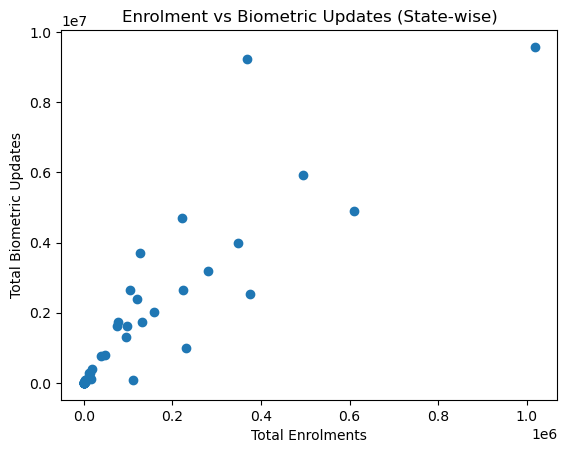 Enrolment vs Biometric Updates (State-wise)
1e7
1.0
0.8
0.6
0.4
0.2
0.0
Total Biometric Updates
0.0 0.2 0.4 0.6 0.8 1.0
Total Enrolments
1e6